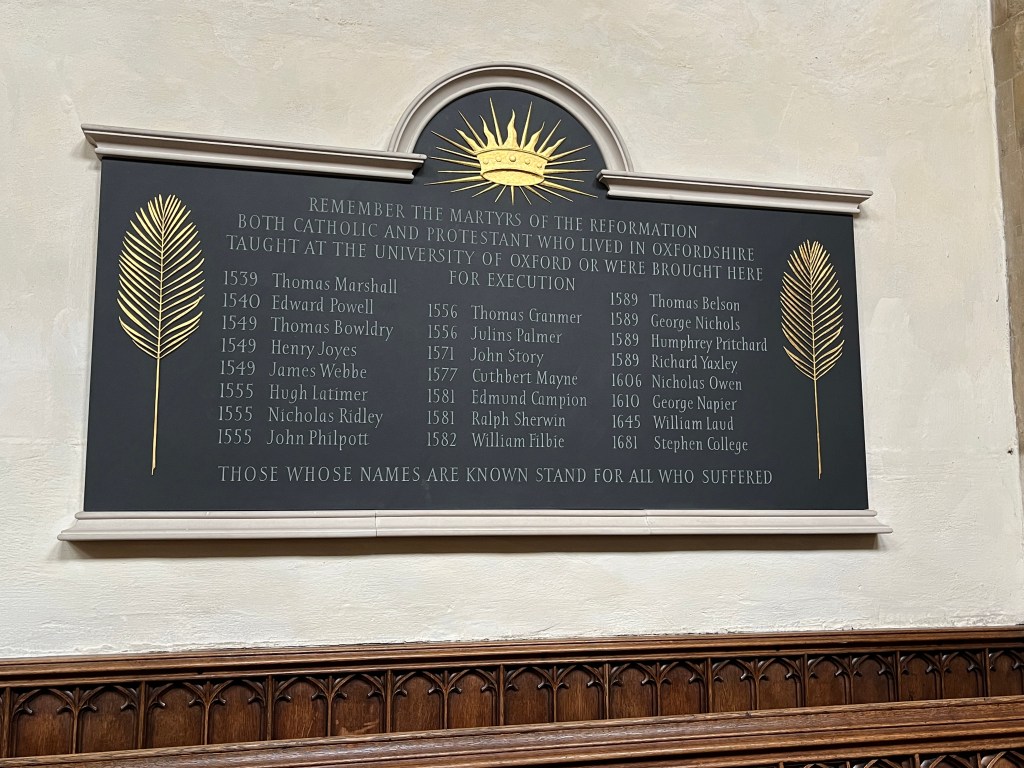 REMEMBER THE MARTYRS OF THE REFORMATION
BOTH CATHOLIC AND PROTESTANT WHO LIVED IN OXFORDSHIRE
TAUGHT AT THE UNIVERSITY OF OXFORD OR WERE BROUGHT HERE
FOR EXECUTION
1539 Thomas Marshall
1540 Edward Powell
1549 Thomas Bowldry
1549 Henry Joyes
1549 James Webbe
1555 Hugh Latimer
1555 Nicholas Ridley
1555 John Philpott
1556 Thomas Cranmer
1556 Julins Palmer
1571 John Story
1577 Cuthbert Mayne
1581 Edmund Campion
1581 Ralph Sherwin
1582 William Filbie
1589 Thomas Belson
1589 George Nichols
1589 Humphrey Pritchard
1589 Richard Yaxley
1606 Nicholas Owen
1610 George Napier
1645 William Laud
1681 Stephen College
THOSE WHOSE NAMES ARE KNOWN STAND FOR ALL WHO SUFFERED